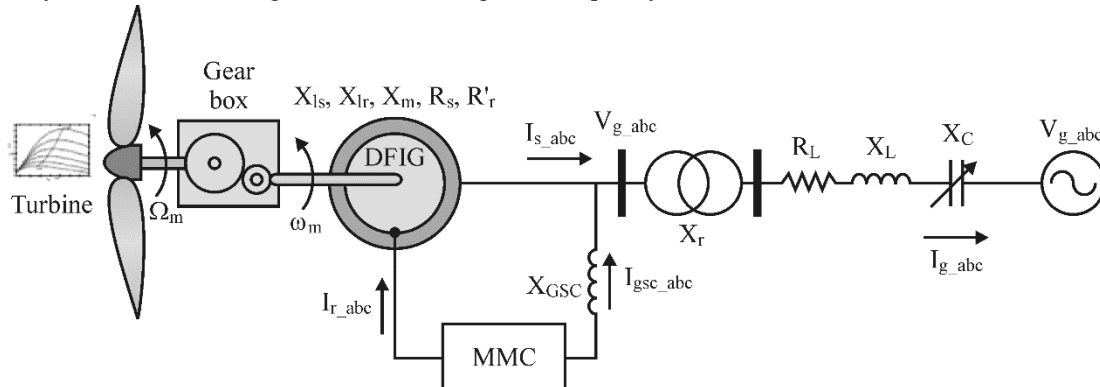 Gear
box
X_ls, X_lr, X_m, R_s, R'_r
DFIG
Turbine
Ω_m
ω_m
I_s_abc
V_g_abc
R_L
X_L
X_C
V_g_abc
X_r
I_g_abc
X_GSC
I_gsc_abc
I_r_abc
MMC